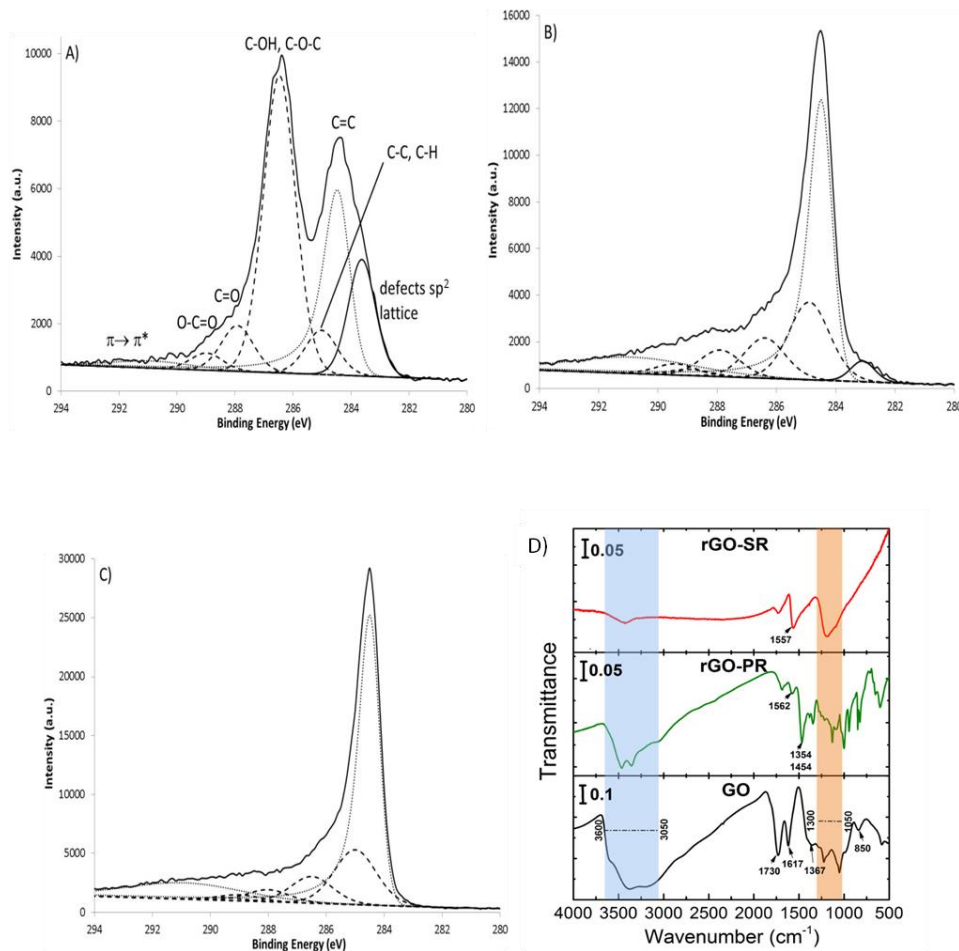 A)
C-OH, C-O-C
C=C
C-C, C-H
C=O
O-C=O
π→ π*
defects sp²
lattice
Intensity (a.u.)
10000
8000
6000
4000
2000
0
294 292 290 288 286 284 282 280
Binding Energy (eV)
B)
Intensity (a.u.)
16000
14000
12000
10000
8000
6000
4000
2000
0
294 292 290 288 286 284 282 280
Binding Energy (eV)
C)
Intensity (a.u.)
30000
25000
20000
15000
10000
5000
0
294 292 290 288 286 284 282 280
Binding Energy (eV)
D)
Transmittance
0.05 rGO-SR
1557
0.05 rGO-PR
1562
1354
1454
0.1 GO
3600
3050
1300
1050
1730
1617
1367
850
4000 3500 3000 2500 2000 1500 1000 500
Wavenumber (cm⁻¹)